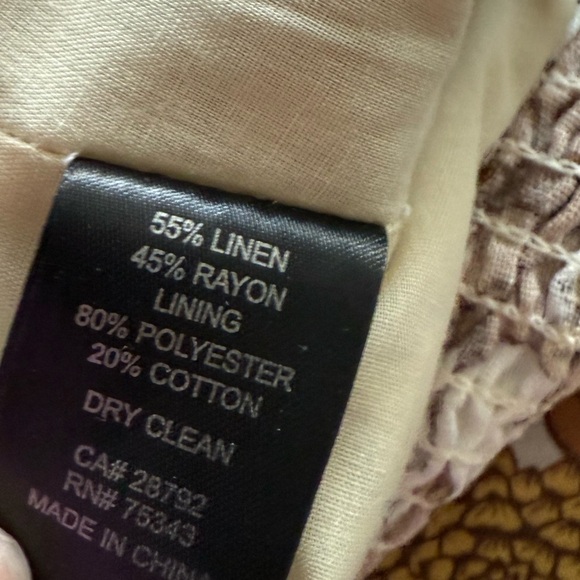 55% LINEN
45% RAYON
LINING
80% POLYESTER
20% COTTON
DRY CLEAN
CA# 28792
RN# 75343
MADE IN CHINA